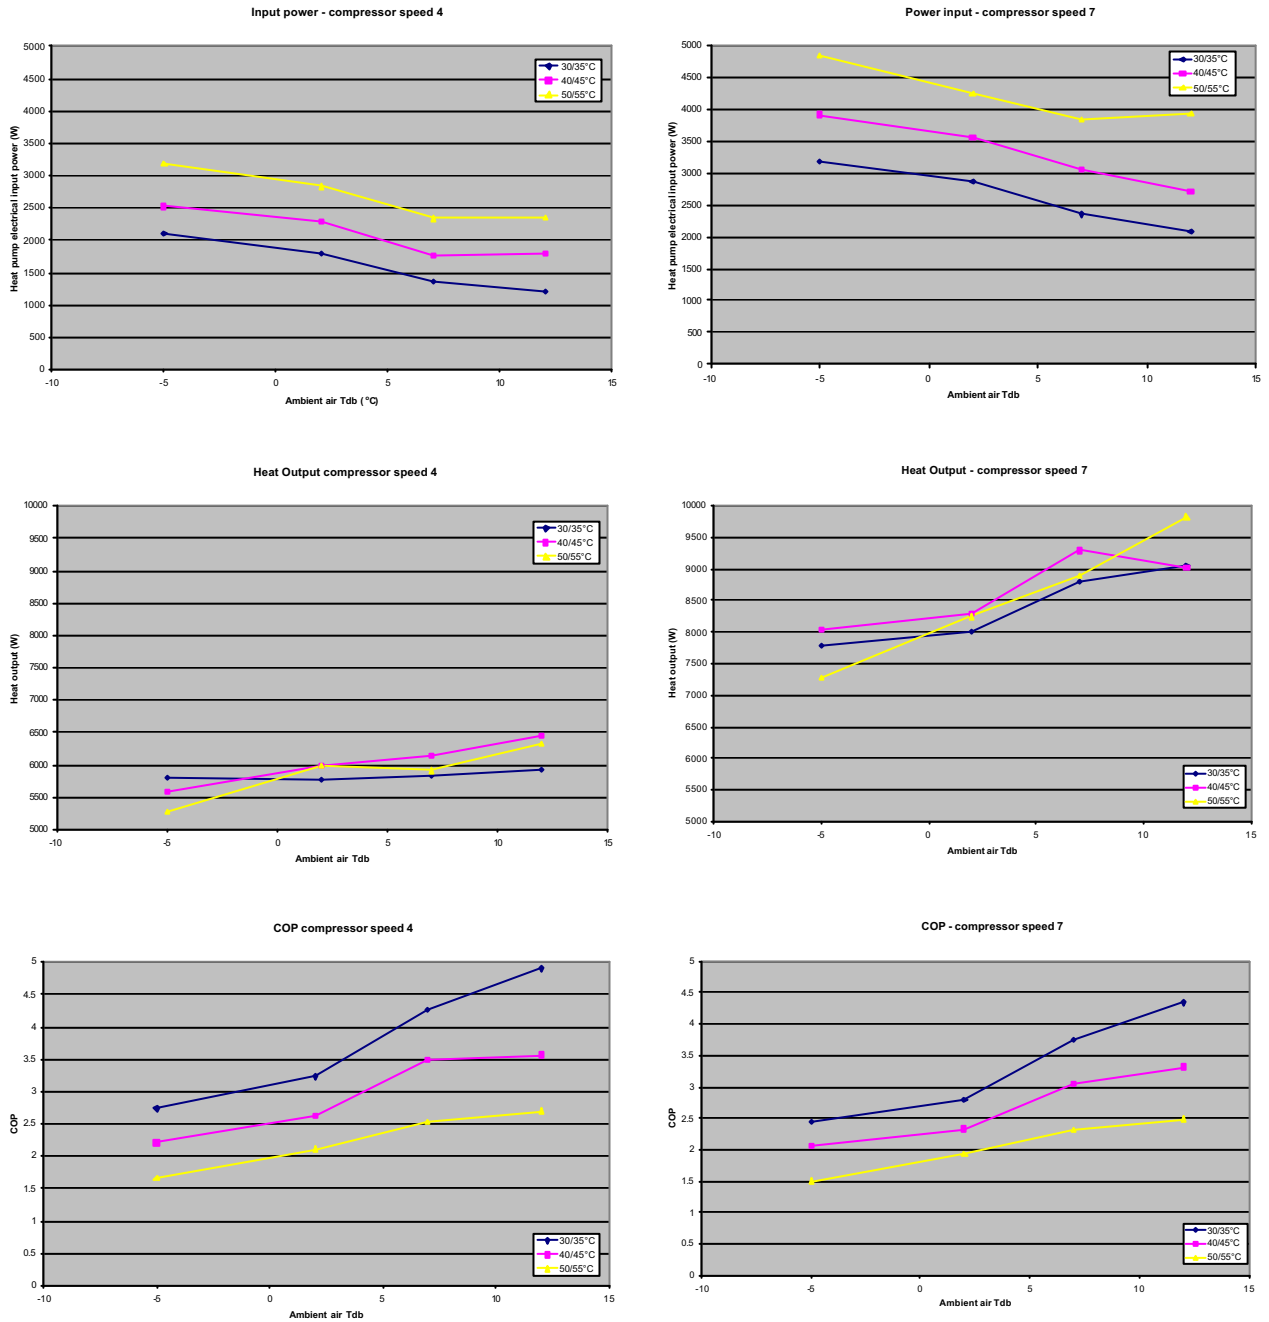 Input power - compressor speed 4
5000
4500
4000
3500
3000
2500
2000
1500
1000
500
0
Heat pump electrical input power (W)
30/35°C
40/45°C
50/55°C
-10
-5
0
5
10
15
Ambient air Tdb ( °C)
Power input - compressor speed 7
5000
4500
4000
3500
3000
2500
2000
1500
1000
500
0
Heat pump electrical input power (W)
30/35°C
40/45°C
50/55°C
-10
-5
0
5
10
15
Ambient air Tdb
Heat Output compressor speed 4
10000
9500
9000
8500
8000
7500
7000
6500
6000
5500
5000
Heat output (W)
30/35°C
40/45°C
50/55°C
-10
-5
0
5
10
15
Ambient air Tdb
Heat Output - compressor speed 7
10000
9500
9000
8500
8000
7500
7000
6500
6000
5500
5000
Heat output (W)
30/35°C
40/45°C
50/55°C
-10
-5
0
5
10
15
Ambient air Tdb
COP compressor speed 4
5
4.5
4
3.5
3
2.5
2
1.5
1
0.5
0
COP
30/35°C
40/45°C
50/55°C
-10
-5
0
5
10
15
Ambient air Tdb
COP - compressor speed 7
5
4.5
4
3.5
3
2.5
2
1.5
1
0.5
0
COP
30/35°C
40/45°C
50/55°C
-10
-5
0
5
10
15
Ambient air Tdb